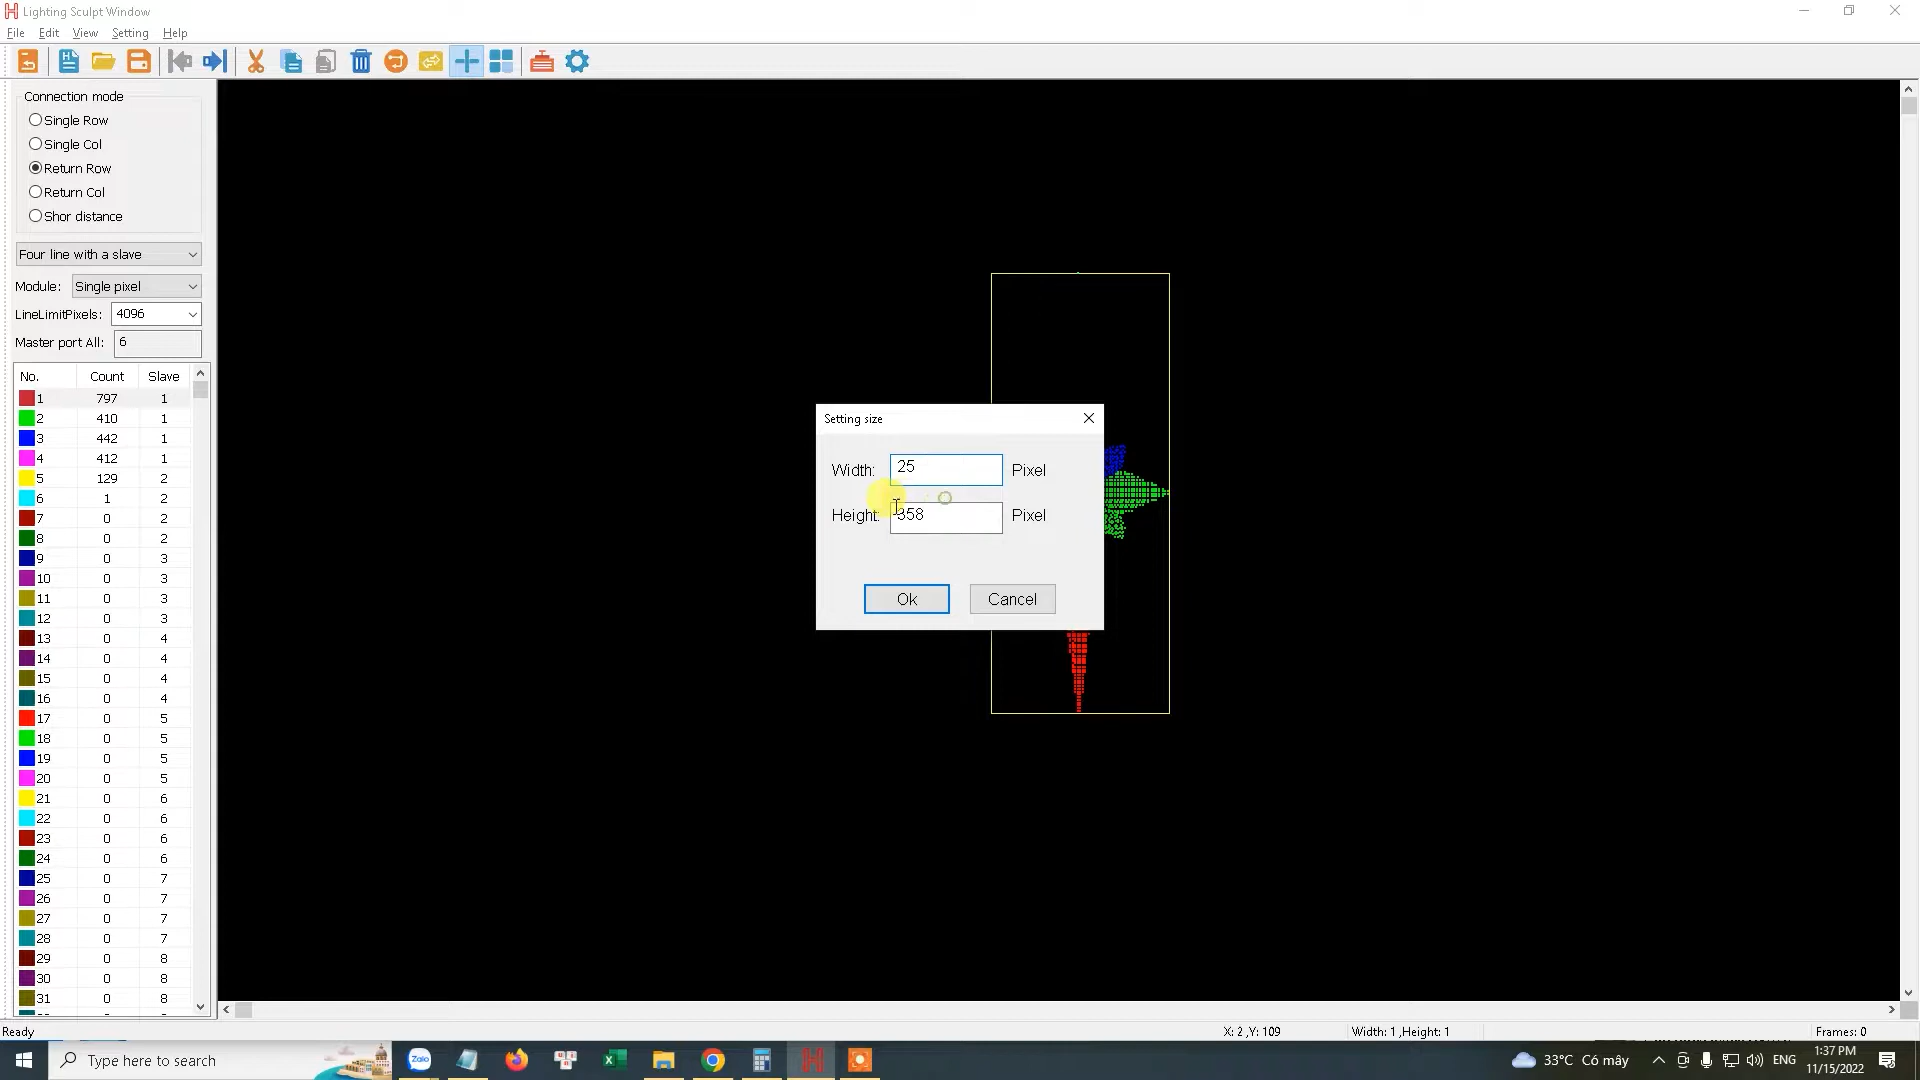 Lighting Sculpt Window
File Edit View Setting Help
Connection mode
Single Row
Single Col
Return Row
Return Col
Shor distance
Four line with a slave
Module: Single pixel
LineLimitPixels: 4096
Master port All: 6
No. Count Slave
1 797 1
2 410 1
3 442 1
4 412 1
5 129 2
6 1 2
7 0 2
8 0 2
9 0 3
10 0 3
11 0 3
12 0 3
13 0 4
14 0 4
15 0 4
16 0 4
17 0 5
18 0 5
19 0 5
20 0 5
21 0 6
22 0 6
23 0 6
24 0 6
25 0 7
26 0 7
27 0 7
28 0 7
29 0 8
30 0 8
31 0 8
Setting size
Width: 25 Pixel
Height: 358 Pixel
Ok Cancel
Ready X: 2 ,Y: 109 Width: 1 ,Height: 1 Frames: 0
Type here to search Zalo 33°C Có mây ENG 1:37 PM
11/15/2022